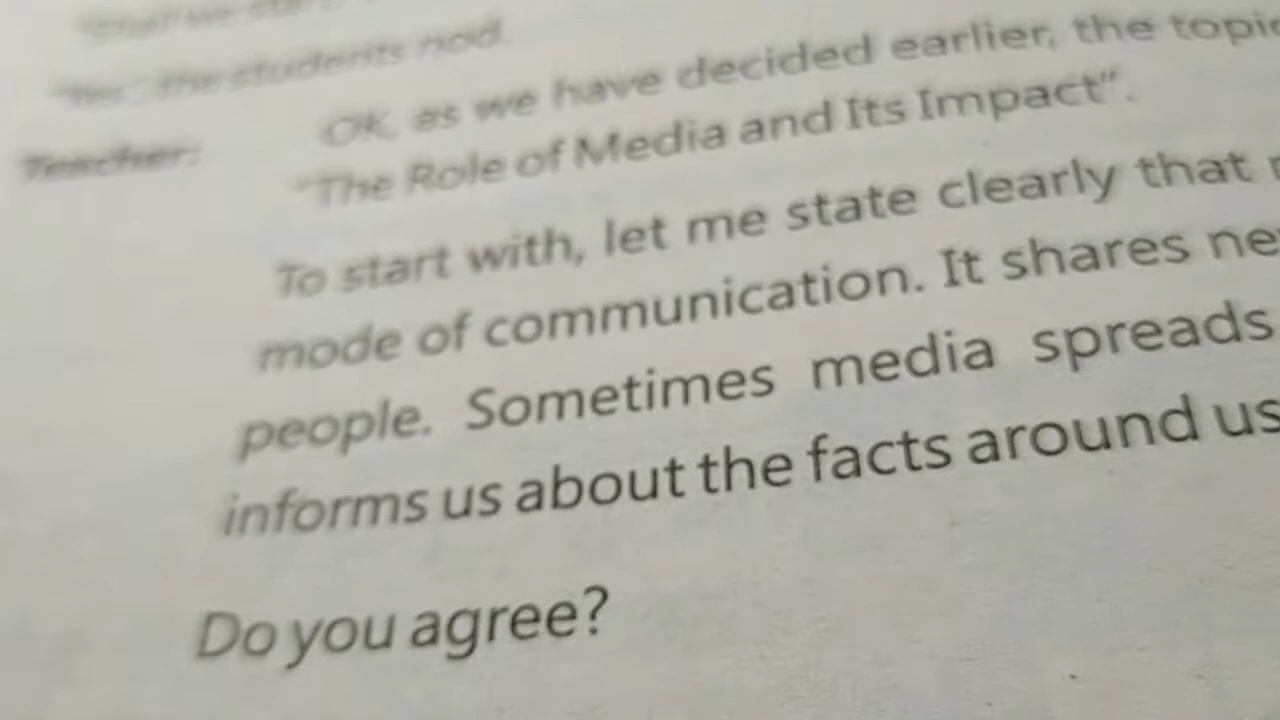 "Shall we start
"Yes", the students nod.
Teacher: OK, as we have decided earlier, the topic
"The Role of Media and Its Impact".
To start with, let me state clearly that
mode of communication. It shares
people. Sometimes media spreads
informs us about the facts around us
Do you agree?